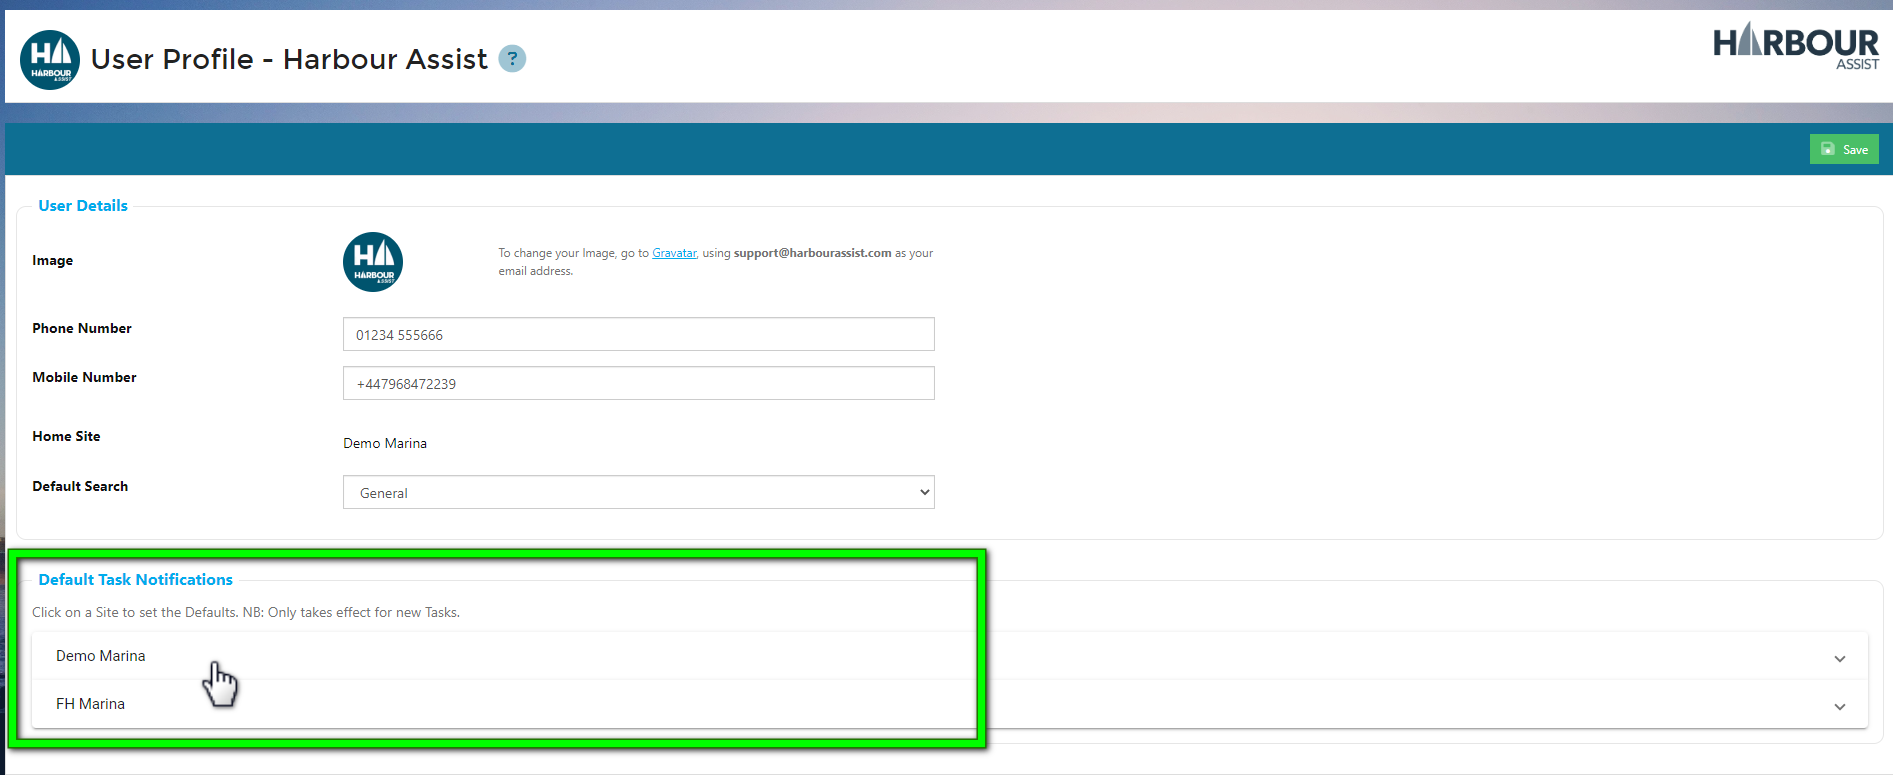 HA
HARBOUR
ASSIST
User Profile - Harbour Assist ?
HARBOUR
ASSIST
Save
User Details
Image
HA
HARBOUR
ASSIST
To change your Image, go to Gravatar, using support@harbourassist.com as your
email address.
Phone Number
01234 555666
Mobile Number
+447968472239
Home Site
Demo Marina
Default Search
General
Default Task Notifications
Click on a Site to set the Defaults. NB: Only takes effect for new Tasks.
Demo Marina
FH Marina